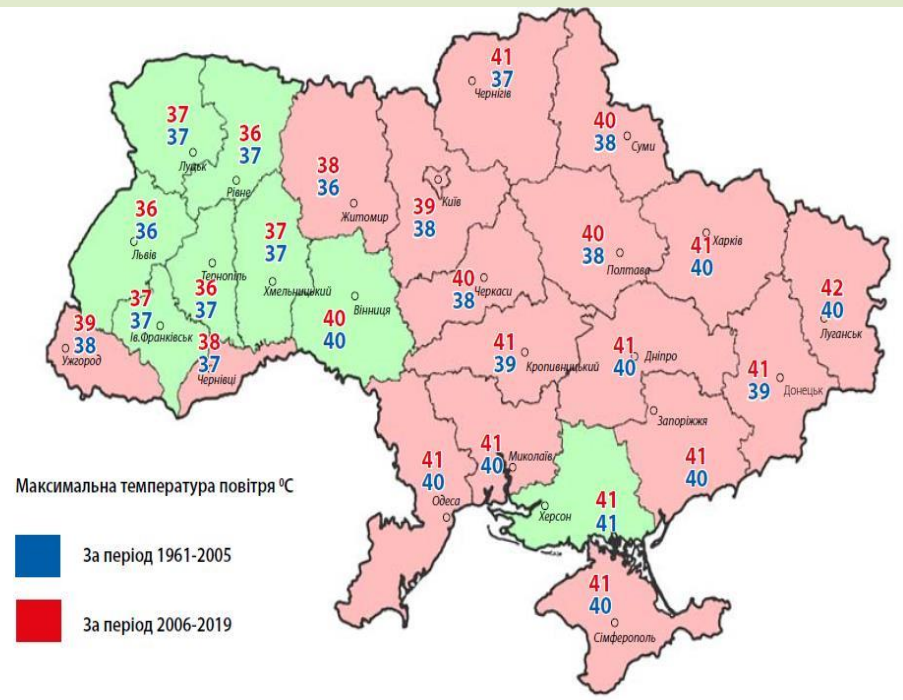 41
37
Чернігів
40
38
Суми
37
37
Луцьк
36
37
Рівне
38
36
Житомир
39
38
Київ
36
36
Львів
36
37
Тернопіль
37
37
Хмельницький
40
40
Вінниця
40
38
Черкаси
40
38
Полтава
41
40
Харків
42
40
Луганськ
39
38
Ужгород
37
37
Ів.Франківськ
38
37
Чернівці
41
39
Кропивницький
41
40
Дніпро
41
39
Донецьк
Запоріжжя
41
40
41
40
Одеса
41
40
Миколаїв
Херсон
41
41
41
40
Сімферополь
Максимальна температура повітря ⁰С
За період 1961-2005
За період 2006-2019